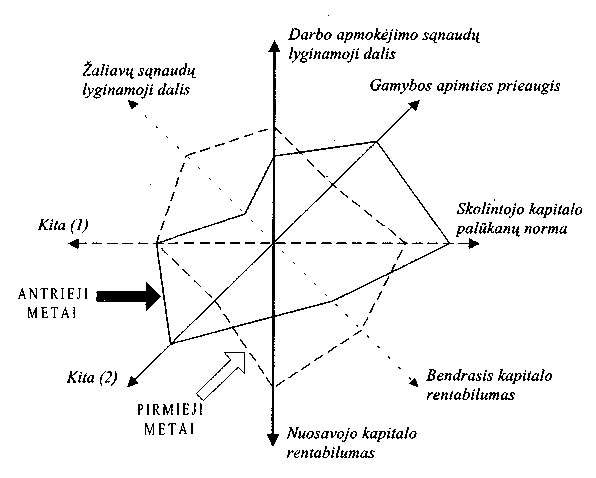 Darbo apmokėjimo sąnaudų
lyginamoji dalis
Žaliavų sąnaudų
lyginamoji dalis
Gamybos apimties prieaugis
Kita (1)
Skolintojo kapitalo
palūkanų norma
ANTRIEJI
METAI
Kita (2)
PIRMIEJI
METAI
Bendrasis kapitalo
rentabilumas
Nuosavojo kapitalo
rentabilumas